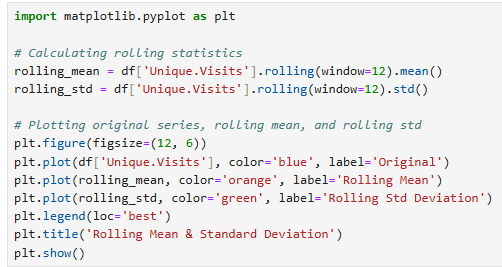 import matplotlib.pyplot as plt
# Calculating rolling statistics
rolling_mean = df['Unique.Visits'].rolling(window=12).mean()
rolling_std = df['Unique.Visits'].rolling(window=12).std()
# Plotting original series, rolling mean, and rolling std
plt.figure(figsize=(12, 6))
plt.plot(df['Unique.Visits'], color='blue', label='Original')
plt.plot(rolling_mean, color='orange', label='Rolling Mean')
plt.plot(rolling_std, color='green', label='Rolling Std Deviation')
plt.legend(loc='best')
plt.title('Rolling Mean & Standard Deviation')
plt.show()